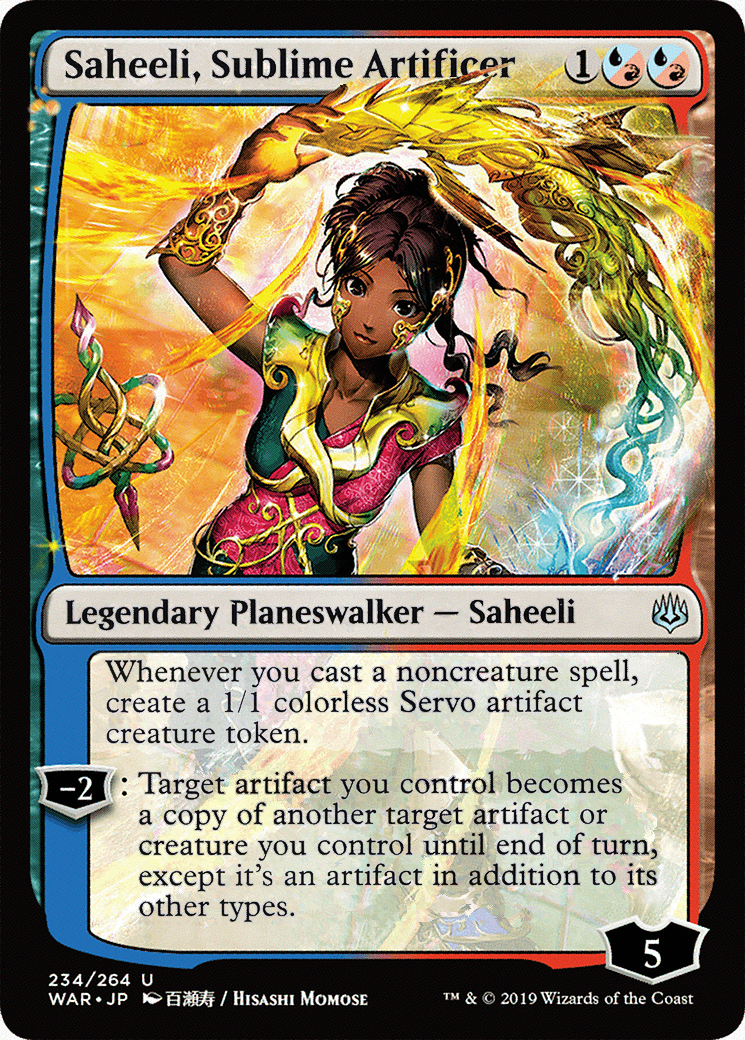 Saheeli, Sublime Artificer 1
Legendary Planeswalker — Saheeli
Whenever you cast a noncreature spell,
create a 1/1 colorless Servo artifact
creature token.
−2 : Target artifact you control becomes
a copy of another target artifact or
creature you control until end of turn,
except it's an artifact in addition to its
other types.
5
234/264 U
WAR • JP 百瀬寿 / Hisashi Momose ™ & © 2019 Wizards of the Coast